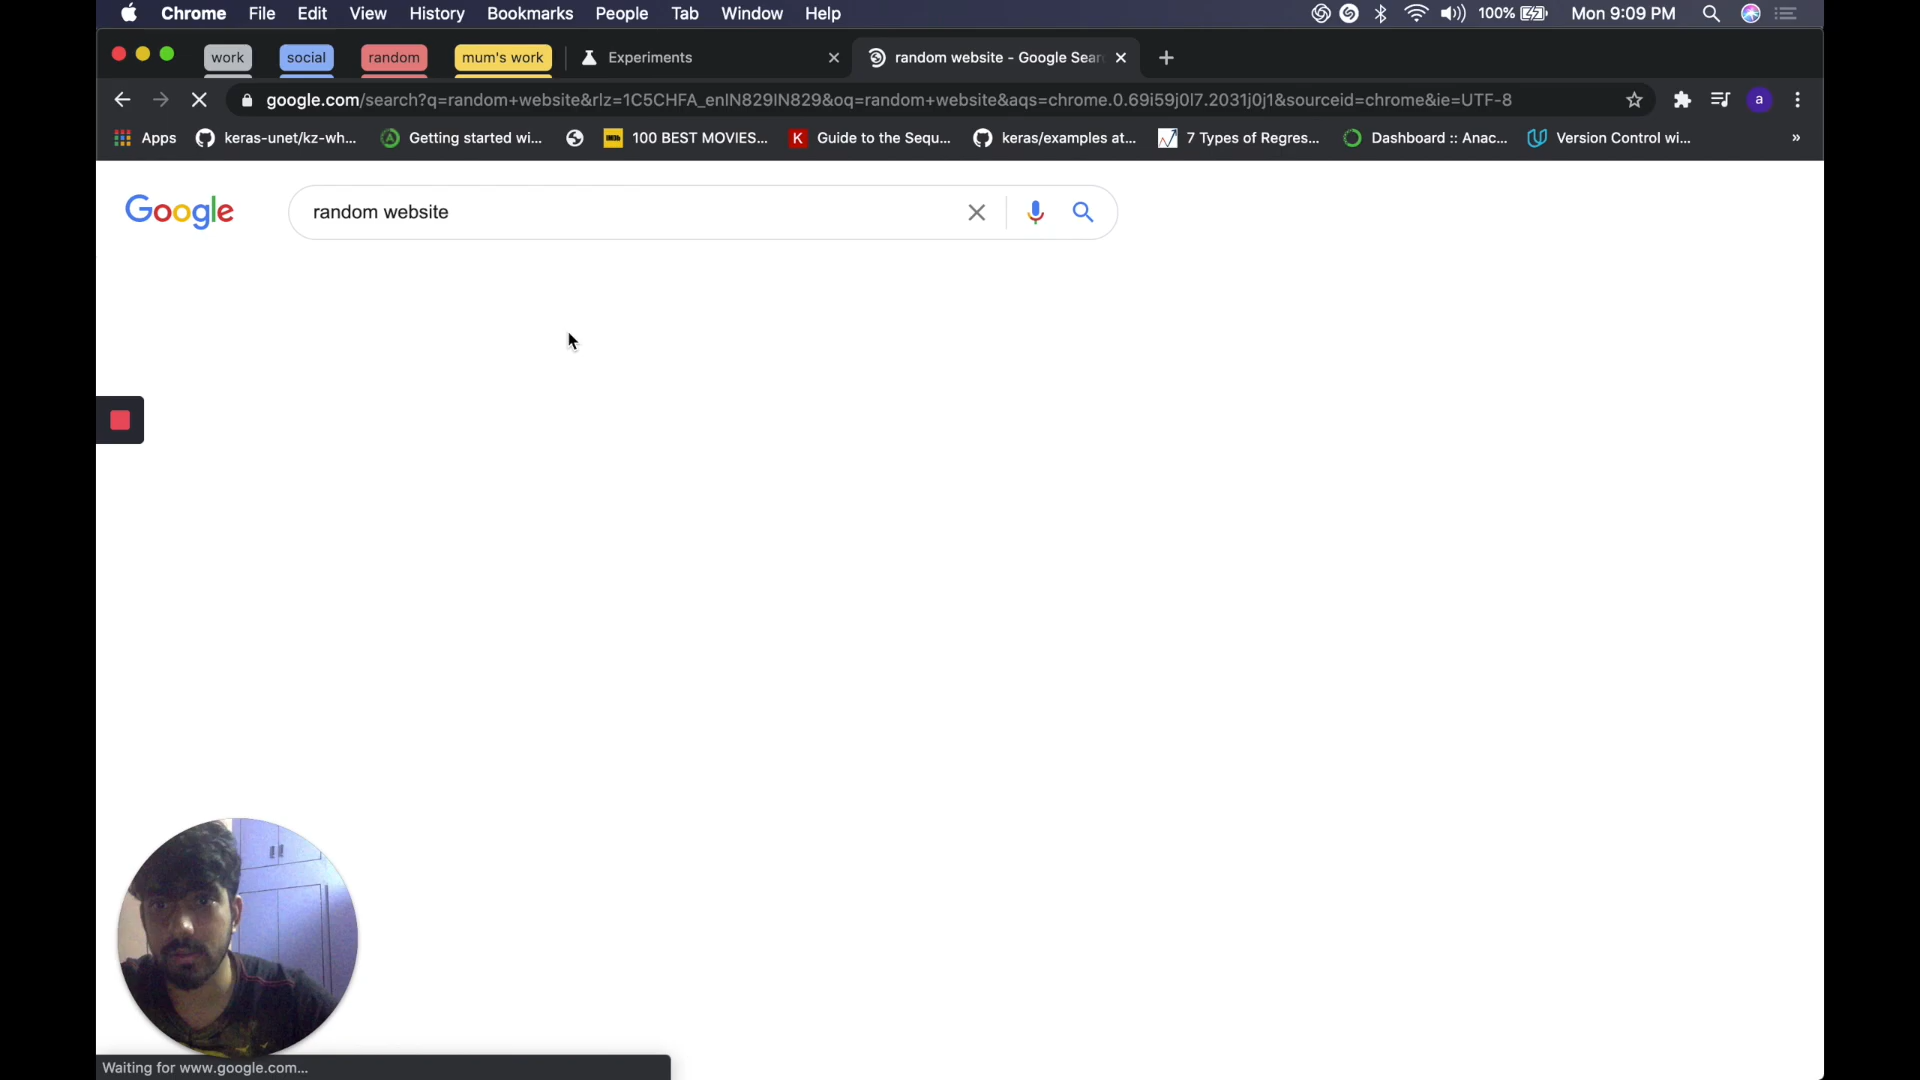 Chrome File Edit View History Bookmarks People Tab Window Help 100% Mon 9:09 PM
work social random mum's work Experiments random website - Google Sear
google.com/search?q=random+website&rlz=1C5CHFA_enIN829IN829&oq=random+website&aqs=chrome.0.69i59j0l7.2031j0j1&sourceid=chrome&ie=UTF-8 a
Apps keras-unet/kz-wh... Getting started wi... 100 BEST MOVIES... K Guide to the Sequ... keras/examples at... 7 Types of Regres... Dashboard :: Anac... Version Control wi... »
Google random website
Waiting for www.google.com...